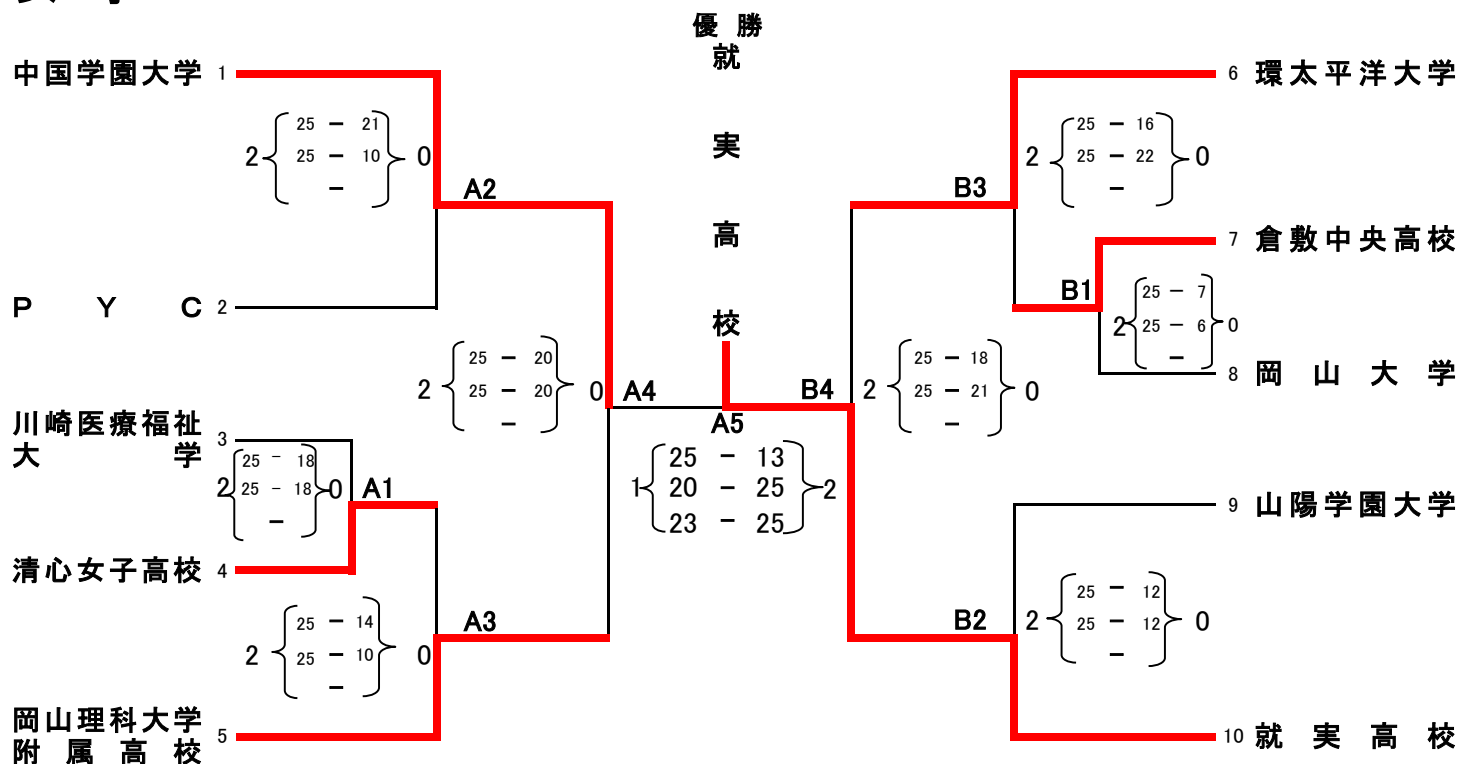 優勝
就実高校
中国学園大学 1
25 - 21
2 25 - 10 0
-
A2
P Y C 2
25 - 20
2 25 - 20 0
-
A4
川崎医療福祉
大学 3
25 - 18
2 25 - 18 0
-
A1
清心女子高校 4
25 - 14
2 25 - 10 0
-
A3
岡山理科大学
附属高校 5
A5
25 - 13
1 20 - 25 2
23 - 25
6 環太平洋大学
25 - 16
2 25 - 22 0
-
B3
7 倉敷中央高校
B1
25 - 7
2 25 - 6 0
-
8 岡山大学
B4
25 - 18
2 25 - 21 0
-
9 山陽学園大学
25 - 12
2 25 - 12 0
-
B2
10 就実高校